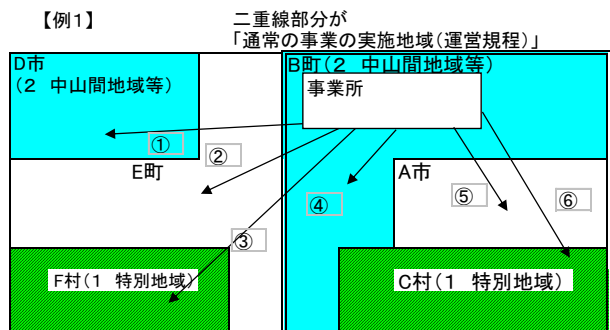 【例1】
二重線部分が
「通常の事業の実施地域(運営規程)」
D市
(2 中山間地域等)
B町(2 中山間地域等)
事業所
①
②
E町
A市
④
⑤
⑥
③
F村(1 特別地域)
C村(1 特別地域)